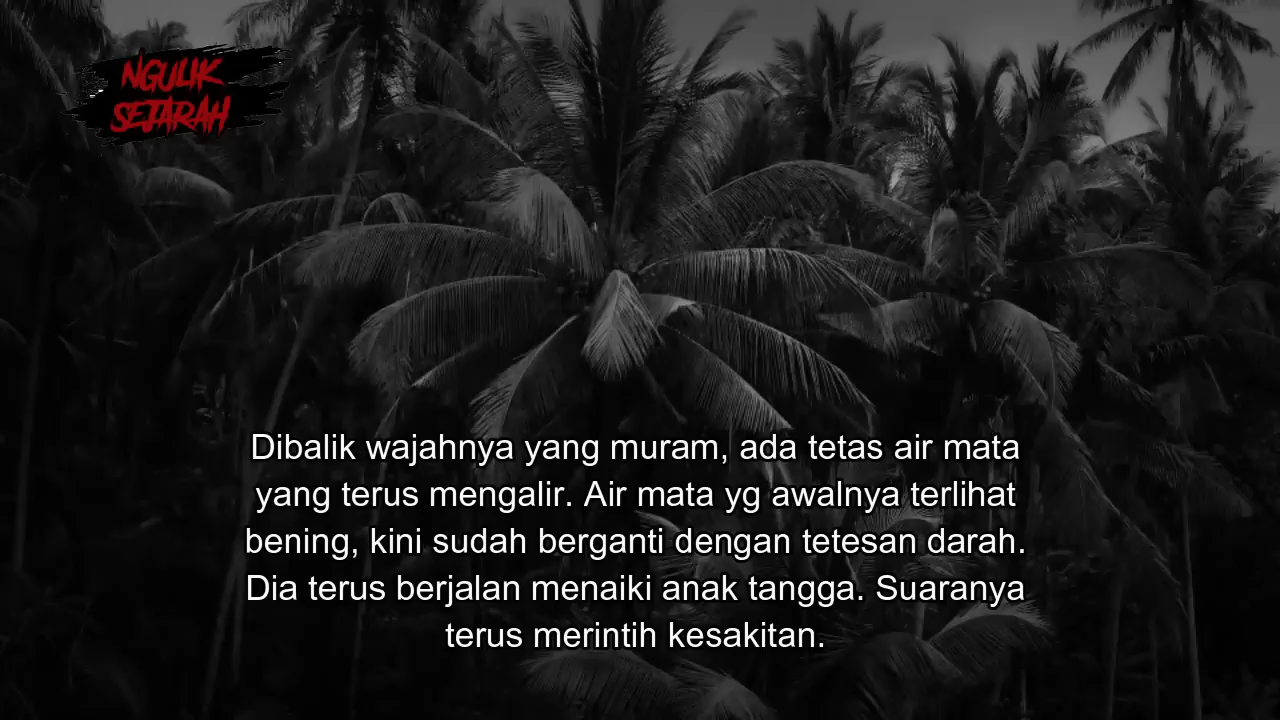 NGULIK
SEJARAH
Dibalik wajahnya yang muram, ada tetas air mata
yang terus mengalir. Air mata yg awalnya terlihat
bening, kini sudah berganti dengan tetesan darah.
Dia terus berjalan menaiki anak tangga. Suaranya
terus merintih kesakitan.